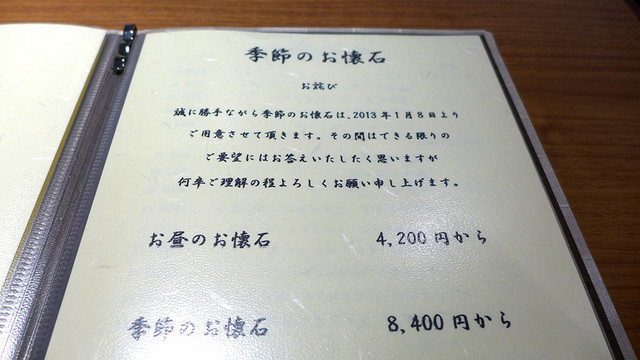 季節のお懐石
お詫び
誠に勝手ながら季節のお懐石は、2013年1月8日より
ご用意させて頂きます。その間はできる限りの
ご要望にはお答えいたしたく思いますが
何卒ご理解の程よろしくお願い申し上げます。
お昼のお懐石 4,200円から
季節のお懐石 8,400円から